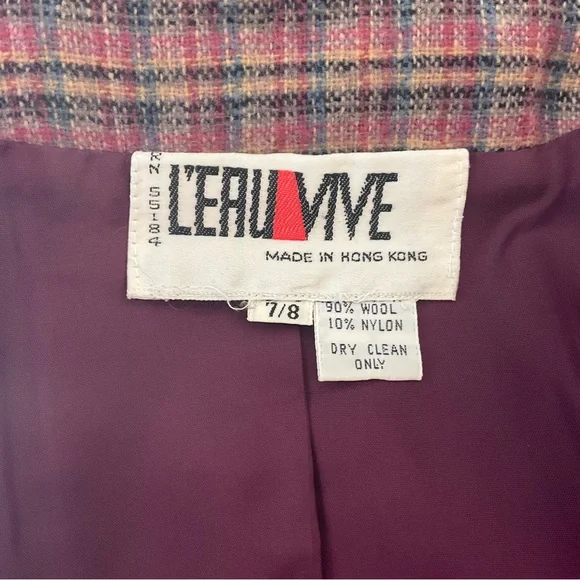 RN 55184
L'EAU VIVE
MADE IN HONG KONG
7/8
90% WOOL
10% NYLON
DRY CLEAN
ONLY